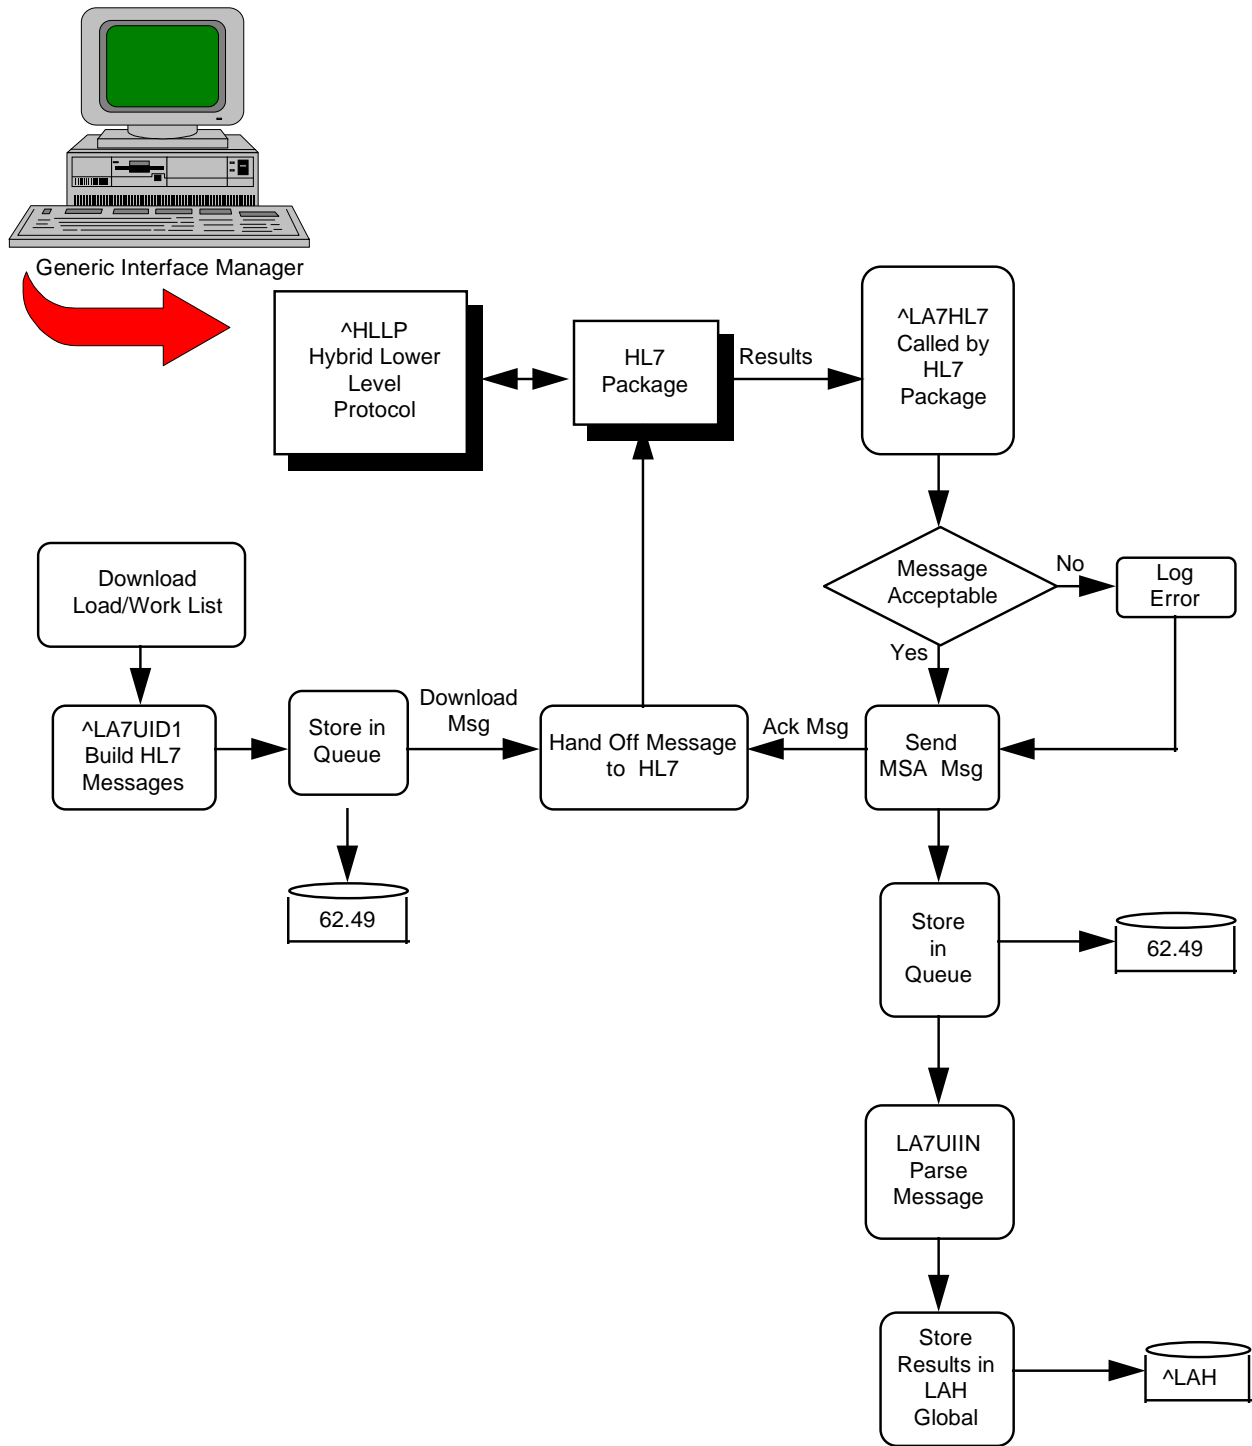 Generic Interface Manager
^HLLP
Hybrid Lower
Level
Protocol
HL7
Package
Results
^LA7HL7
Called by
HL7
Package
Message
Acceptable
No
Log
Error
Yes
Download
Load/Work List
^LA7UID1
Build HL7
Messages
Store in
Queue
Download
Msg
Hand Off Message
to HL7
Ack Msg
Send
MSA Msg
62.49
Store
in
Queue
62.49
LA7UIIN
Parse
Message
Store
Results in
LAH
Global
^LAH